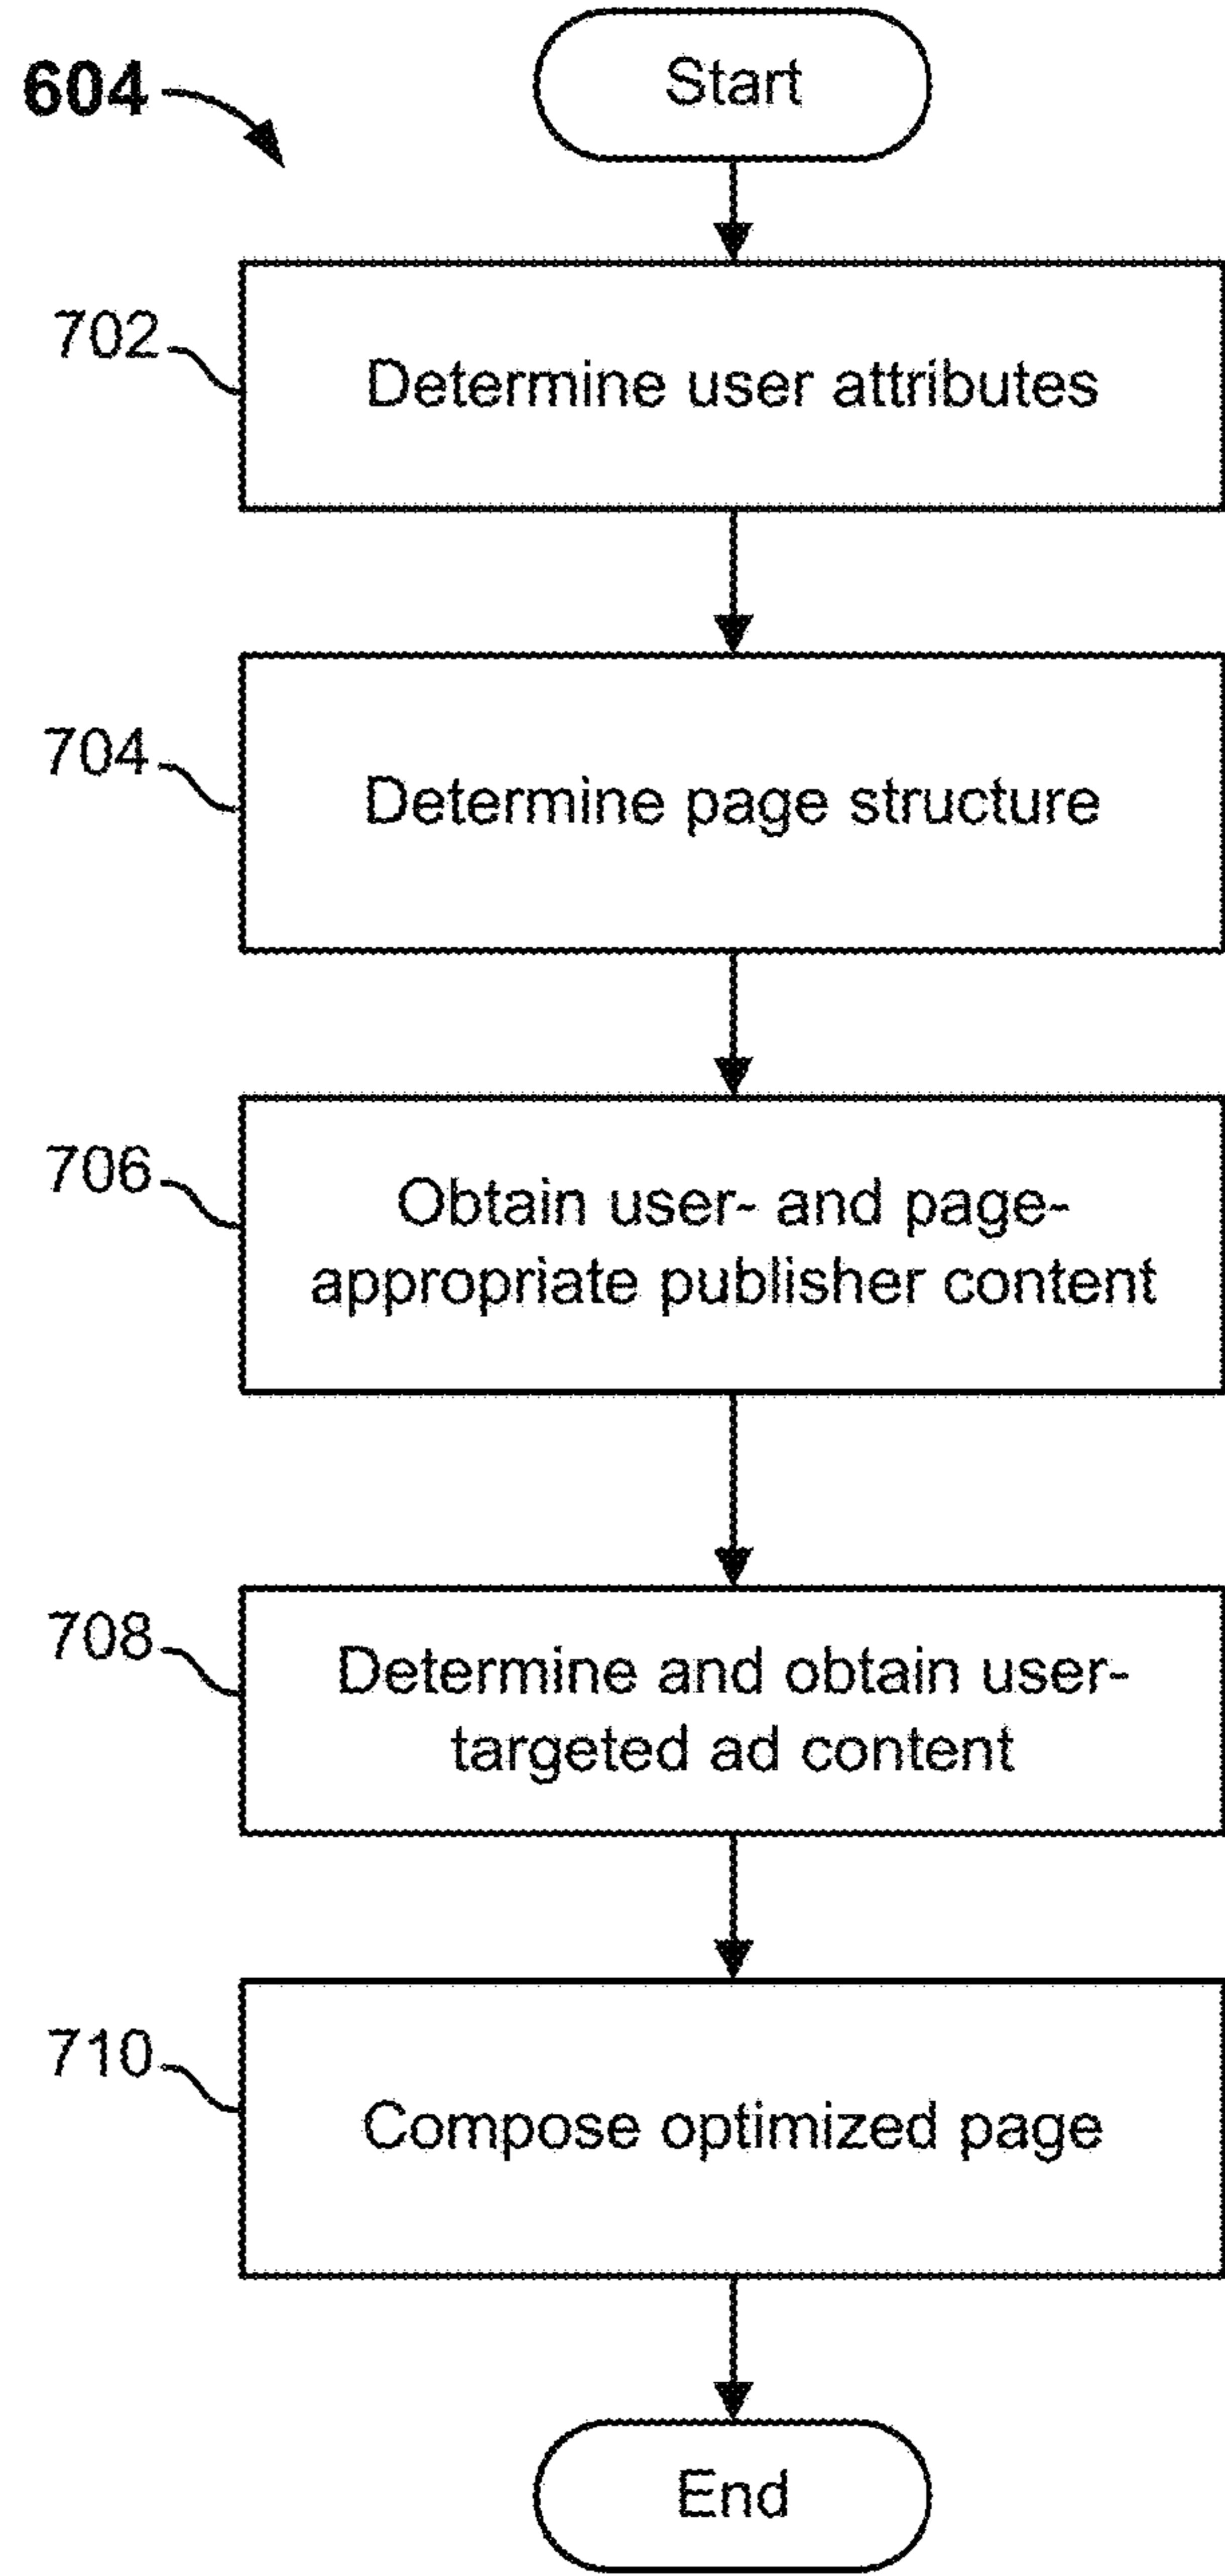 604
Start
702
Determine user attributes
704
Determine page structure
706
Obtain user- and page-
appropriate publisher content
708
Determine and obtain user-
targeted ad content
710
Compose optimized page
End